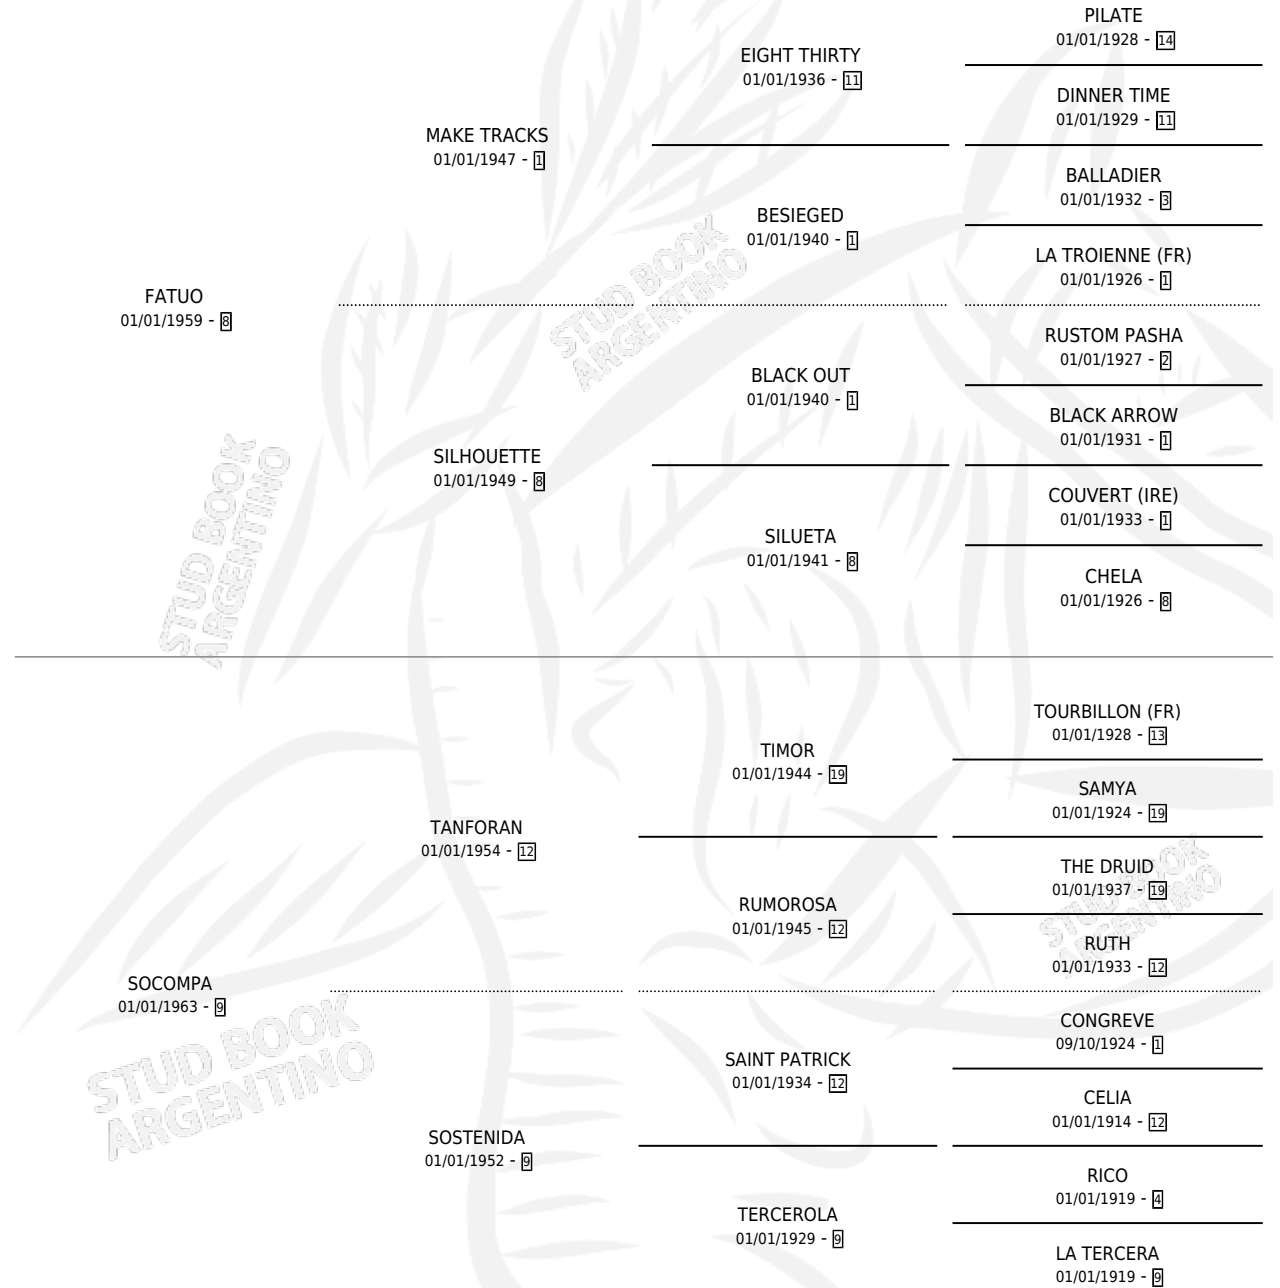 PILATE
01/01/1928 - 14
EIGHT THIRTY
01/01/1936 - 11
DINNER TIME
01/01/1929 - 11
MAKE TRACKS
01/01/1947 - 1
BALLADIER
01/01/1932 - 3
BESIEGED
01/01/1940 - 1
LA TROIENNE (FR)
01/01/1926 - 1
FATUO
01/01/1959 - 8
RUSTOM PASHA
01/01/1927 - 2
BLACK OUT
01/01/1940 - 1
BLACK ARROW
01/01/1931 - 1
SILHOUETTE
01/01/1949 - 8
COUVERT (IRE)
01/01/1933 - 1
SILUETA
01/01/1941 - 8
CHELA
01/01/1926 - 8
TOURBILLON (FR)
01/01/1928 - 13
TIMOR
01/01/1944 - 19
SAMYA
01/01/1924 - 19
TANFORAN
01/01/1954 - 12
THE DRUID
01/01/1937 - 19
RUMOROSA
01/01/1945 - 12
RUTH
01/01/1933 - 12
SOCOMPA
01/01/1963 - 9
CONGREVE
09/10/1924 - 1
SAINT PATRICK
01/01/1934 - 12
CELIA
01/01/1914 - 12
SOSTENIDA
01/01/1952 - 9
RICO
01/01/1919 - 4
TERCEROLA
01/01/1929 - 9
LA TERCERA
01/01/1919 - 9
STUD BOOK
ARGENTINO
STUD BOOK
ARGENTINO
STUD BOOK
ARGENTINO
STUD BOOK
ARGENTINO